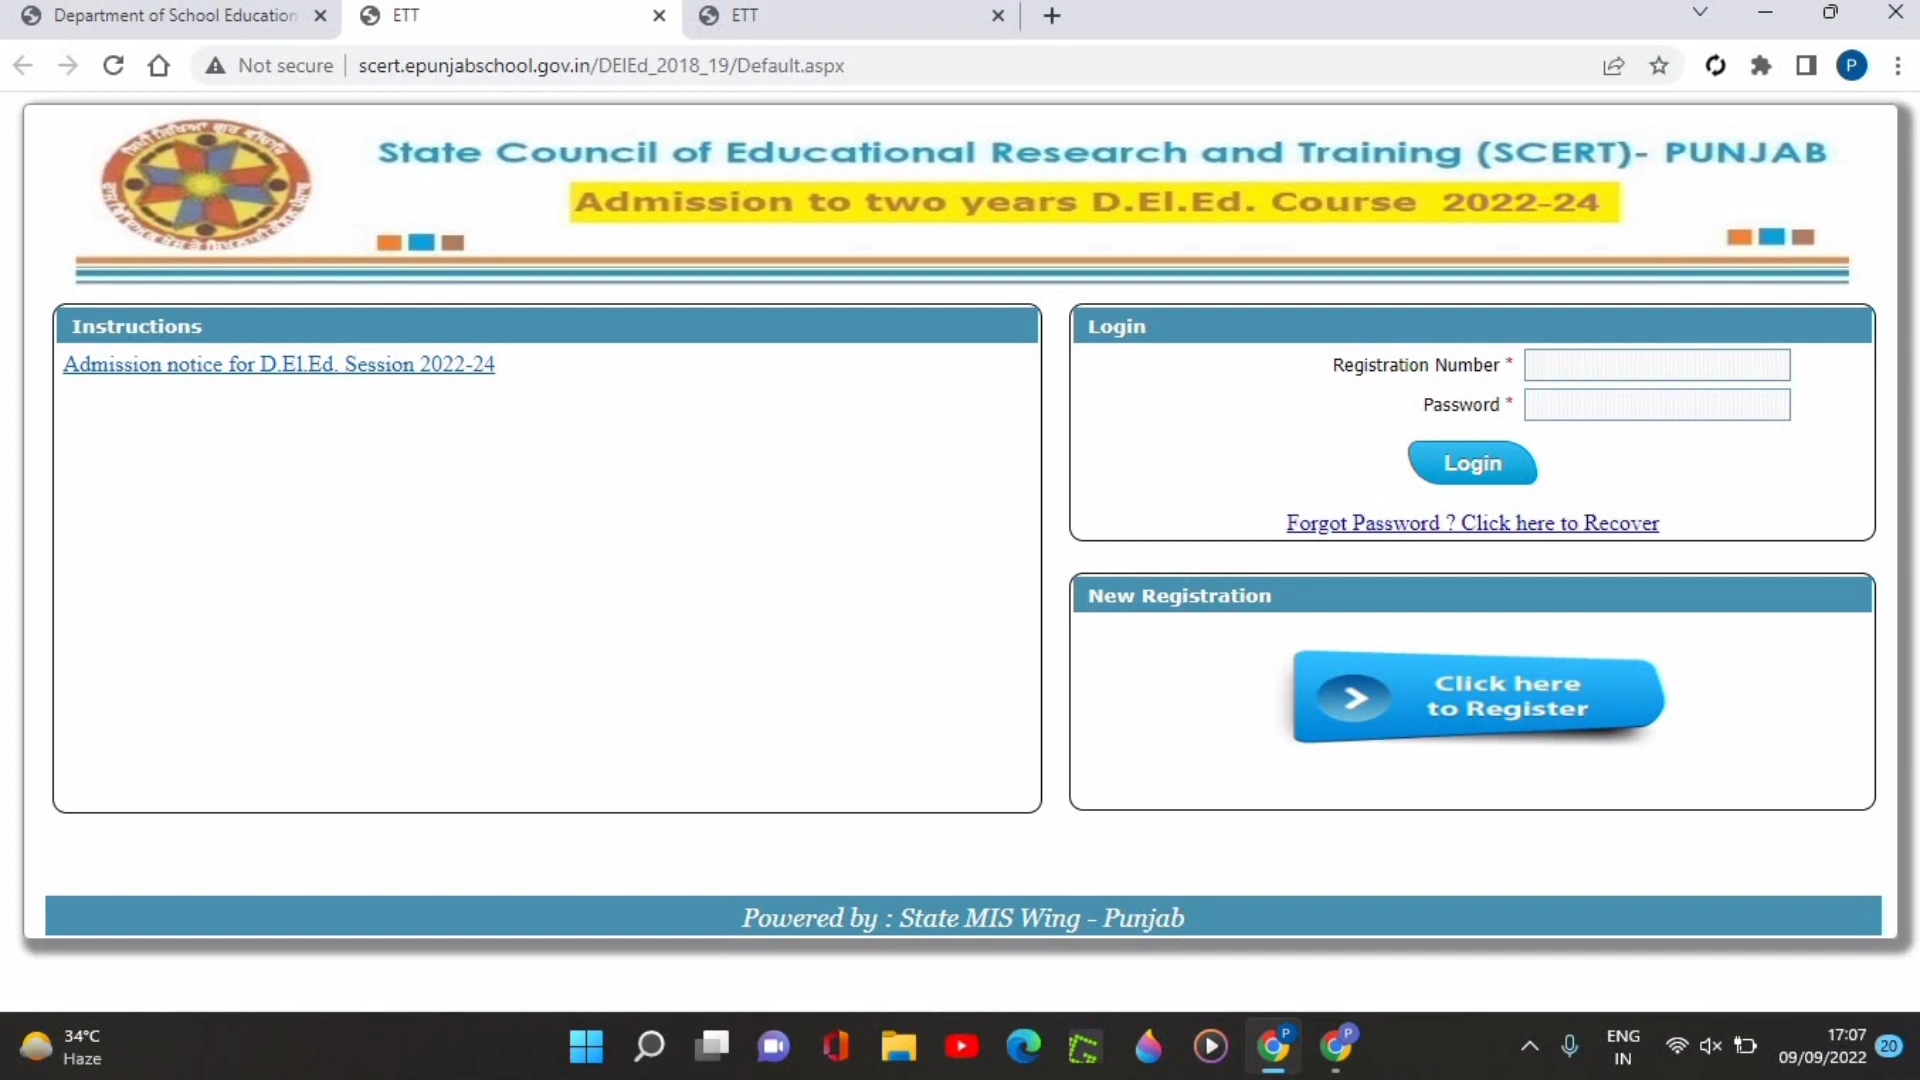 Department of School Education
ETT
ETT
Not secure
scert.epunjabschool.gov.in/DElEd_2018_19/Default.aspx
P
State Council of Educational Research and Training (SCERT)- PUNJAB
Admission to two years D.El.Ed. Course 2022-24
Instructions
Admission notice for D.El.Ed. Session 2022-24
Login
Registration Number *
Password *
Login
Forgot Password ? Click here to Recover
New Registration
Click here
to Register
Powered by : State MIS Wing - Punjab
34°C
Haze
P
P
ENG
IN
17:07
09/09/2022
20